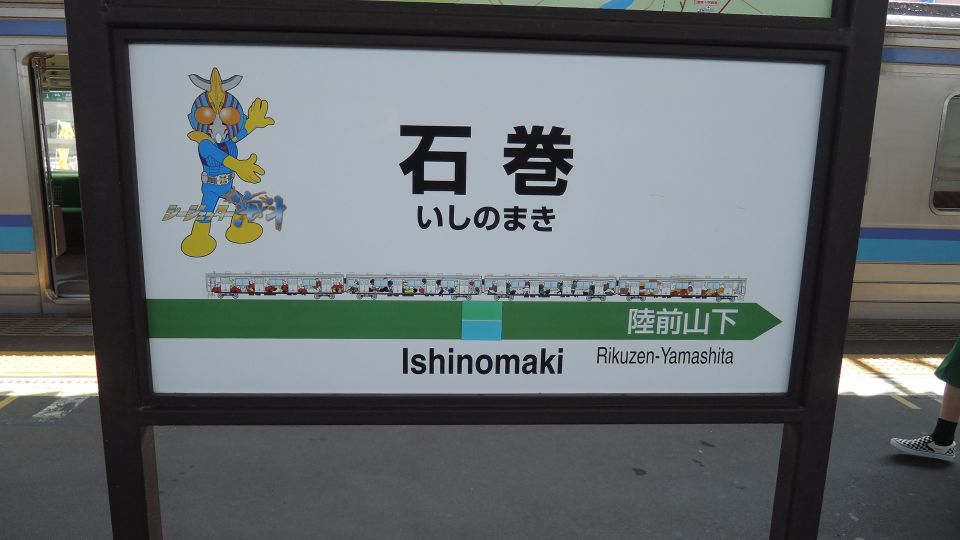 石巻
いしのまき
シージェッター海斗
陸前山下
Ishinomaki
Rikuzen-Yamashita